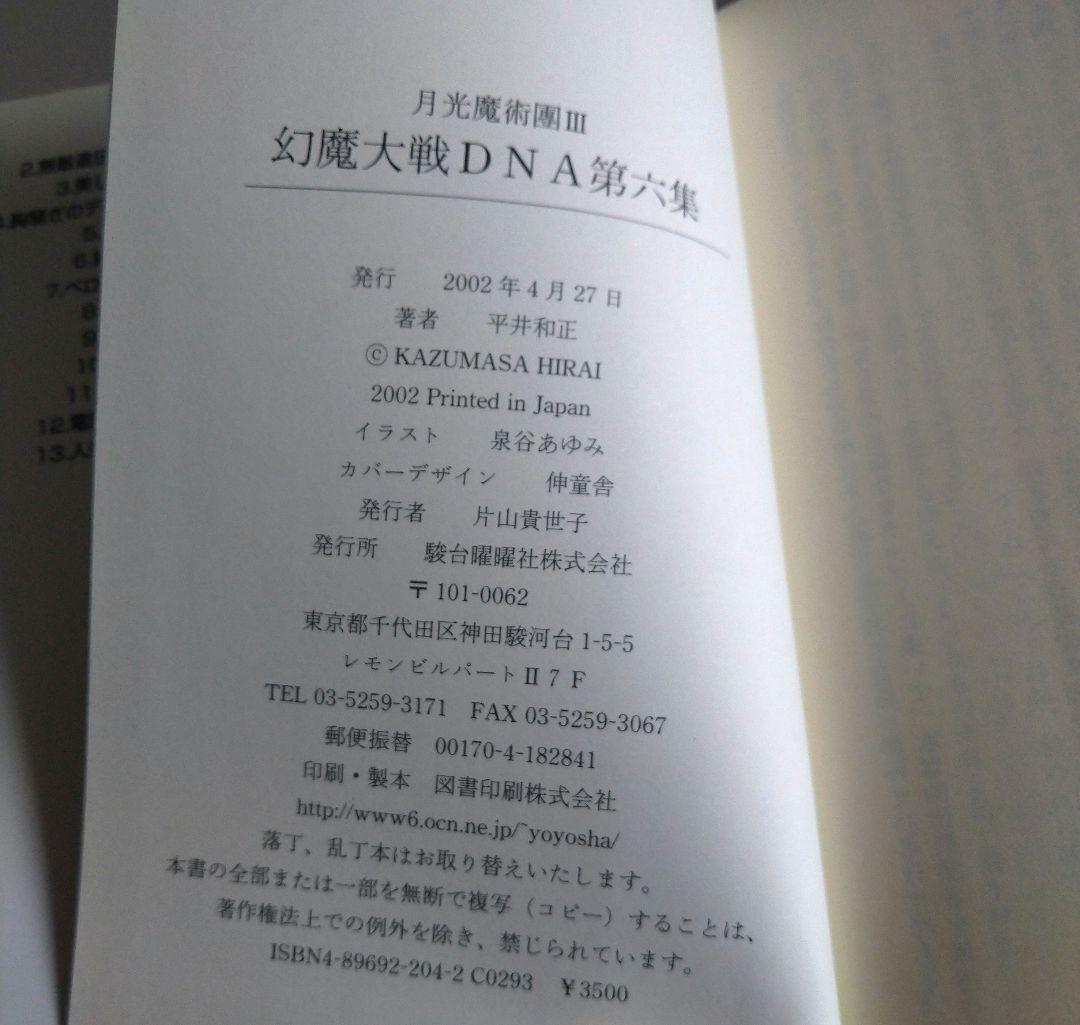 月光魔術團Ⅲ
幻魔大戦DNA第六集
発行 2002年4月27日
著者 平井和正
© KAZUMASA HIRAI
2002 Printed in Japan
イラスト 泉谷あゆみ
カバーデザイン 伸童舎
発行者 片山貴世子
発行所 駿台曜曜社株式会社
〒101-0062
東京都千代田区神田駿河台1-5-5
レモンビルパートⅡ7F
TEL 03-5259-3171 FAX 03-5259-3067
郵便振替 00170-4-182841
印刷・製本 図書印刷株式会社
http://www6.ocn.ne.jp/~yoyosha/
落丁、乱丁本はお取り替えいたします。
本書の全部または一部を無断で複写（コピー）することは、
著作権法上での例外を除き、禁じられています。
ISBN4-89692-204-2 C0293 ¥3500